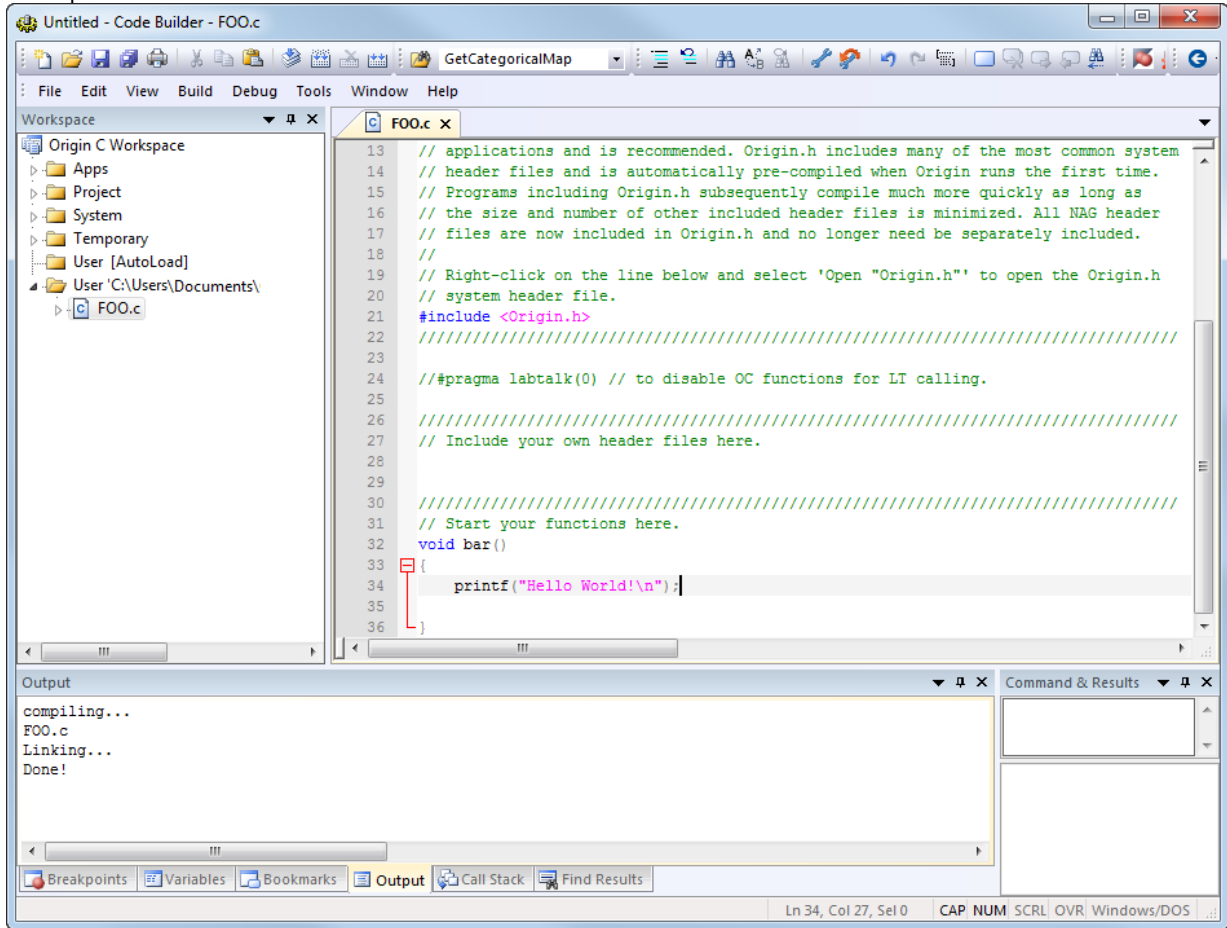 Untitled - Code Builder - FOO.c
GetCategoricalMap
File Edit View Build Debug Tools Window Help
Workspace
Origin C Workspace
Apps
Project
System
Temporary
User [AutoLoad]
User 'C:\Users\Documents\
FOO.c
FOO.c
13 // applications and is recommended. Origin.h includes many of the most common system
14 // header files and is automatically pre-compiled when Origin runs the first time.
15 // Programs including Origin.h subsequently compile much more quickly as long as
16 // the size and number of other included header files is minimized. All NAG header
17 // files are now included in Origin.h and no longer need be separately included.
18 //
19 // Right-click on the line below and select 'Open "Origin.h"' to open the Origin.h
20 // system header file.
21 #include <Origin.h>
22 ////////////////////////////////////////////////////////////////////////////////////
23
24 //#pragma labtalk(0) // to disable OC functions for LT calling.
25
26 ////////////////////////////////////////////////////////////////////////////////////
27 // Include your own header files here.
28
29
30 ////////////////////////////////////////////////////////////////////////////////////
31 // Start your functions here.
32 void bar()
33 {
34 printf("Hello World!\n");
35
36 }
Output
compiling...
FOO.c
Linking...
Done!
Command & Results
Breakpoints Variables Bookmarks Output Call Stack Find Results
Ln 34, Col 27, Sel 0 CAP NUM SCRL OVR Windows/DOS